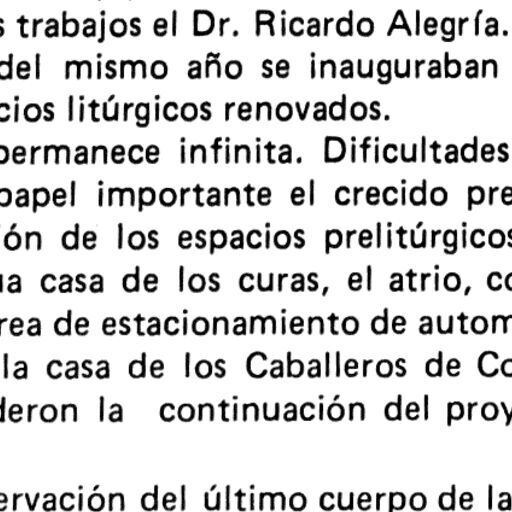 s trabajos el Dr. Ricardo Alegría.
del mismo año se inauguraban
cios litúrgicos renovados.
permanece infinita. Dificultades
papel importante el crecido pre
ón de los espacios prelitúrgicos
ua casa de los curas, el atrio, co
rea de estacionamiento de autom
la casa de los Caballeros de Co
deron la continuación del proy
ervación del último cuerpo de la